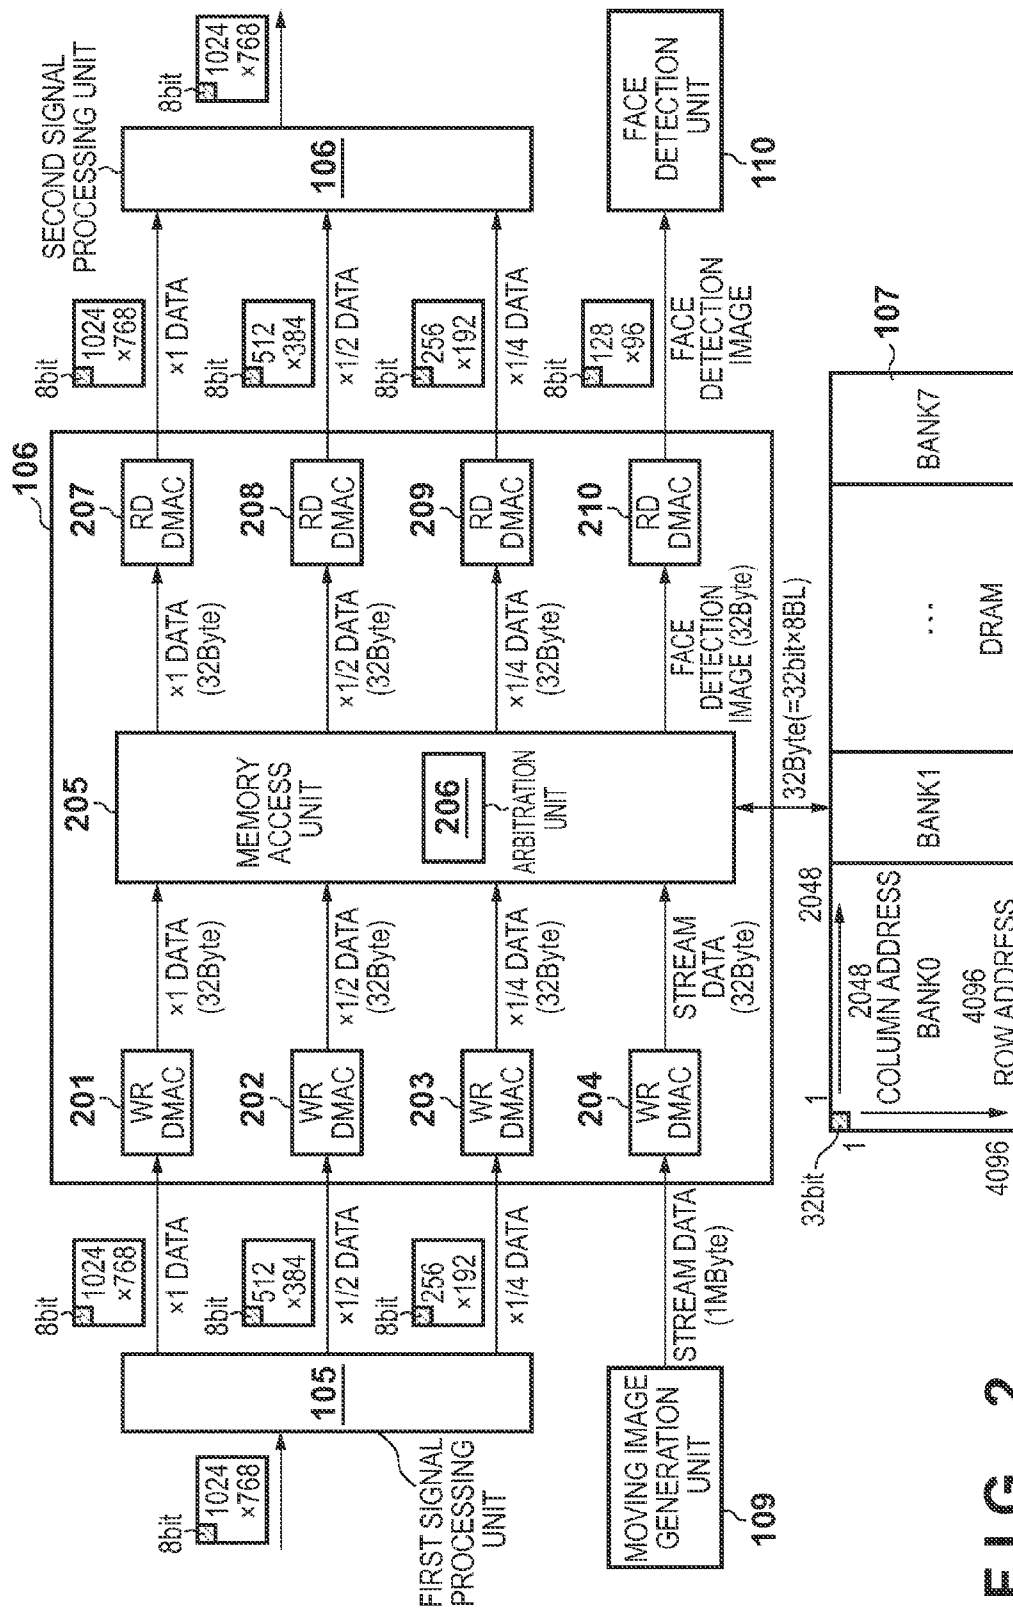 8bit
1024
×768
FIRST SIGNAL
PROCESSING
UNIT
105
8bit
1024
×768
×1 DATA
8bit
512
×384
×1/2 DATA
8bit
256
×192
×1/4 DATA
MOVING IMAGE
GENERATION
UNIT
109
STREAM DATA
(1MByte)
106
201
WR
DMAC
202
WR
DMAC
203
WR
DMAC
204
WR
DMAC
×1 DATA
(32Byte)
×1/2 DATA
(32Byte)
×1/4 DATA
(32Byte)
STREAM
DATA
(32Byte)
205
MEMORY
ACCESS
UNIT
206
ARBITRATION
UNIT
×1 DATA
(32Byte)
×1/2 DATA
(32Byte)
×1/4 DATA
(32Byte)
FACE
DETECTION
IMAGE (32Byte)
207
RD
DMAC
208
RD
DMAC
209
RD
DMAC
210
RD
DMAC
8bit
1024
×768
×1 DATA
8bit
512
×384
×1/2 DATA
8bit
256
×192
×1/4 DATA
8bit
128
×96
FACE
DETECTION
IMAGE
SECOND SIGNAL
PROCESSING UNIT
106
8bit
1024
×768
FACE
DETECTION
UNIT
110
32Byte(=32bit×8BL)
32bit
1
1
2048
2048
COLUMN ADDRESS
BANK0
4096
ROW ADDRESS
4096
BANK1
...
DRAM
BANK7
107
FIG. 2